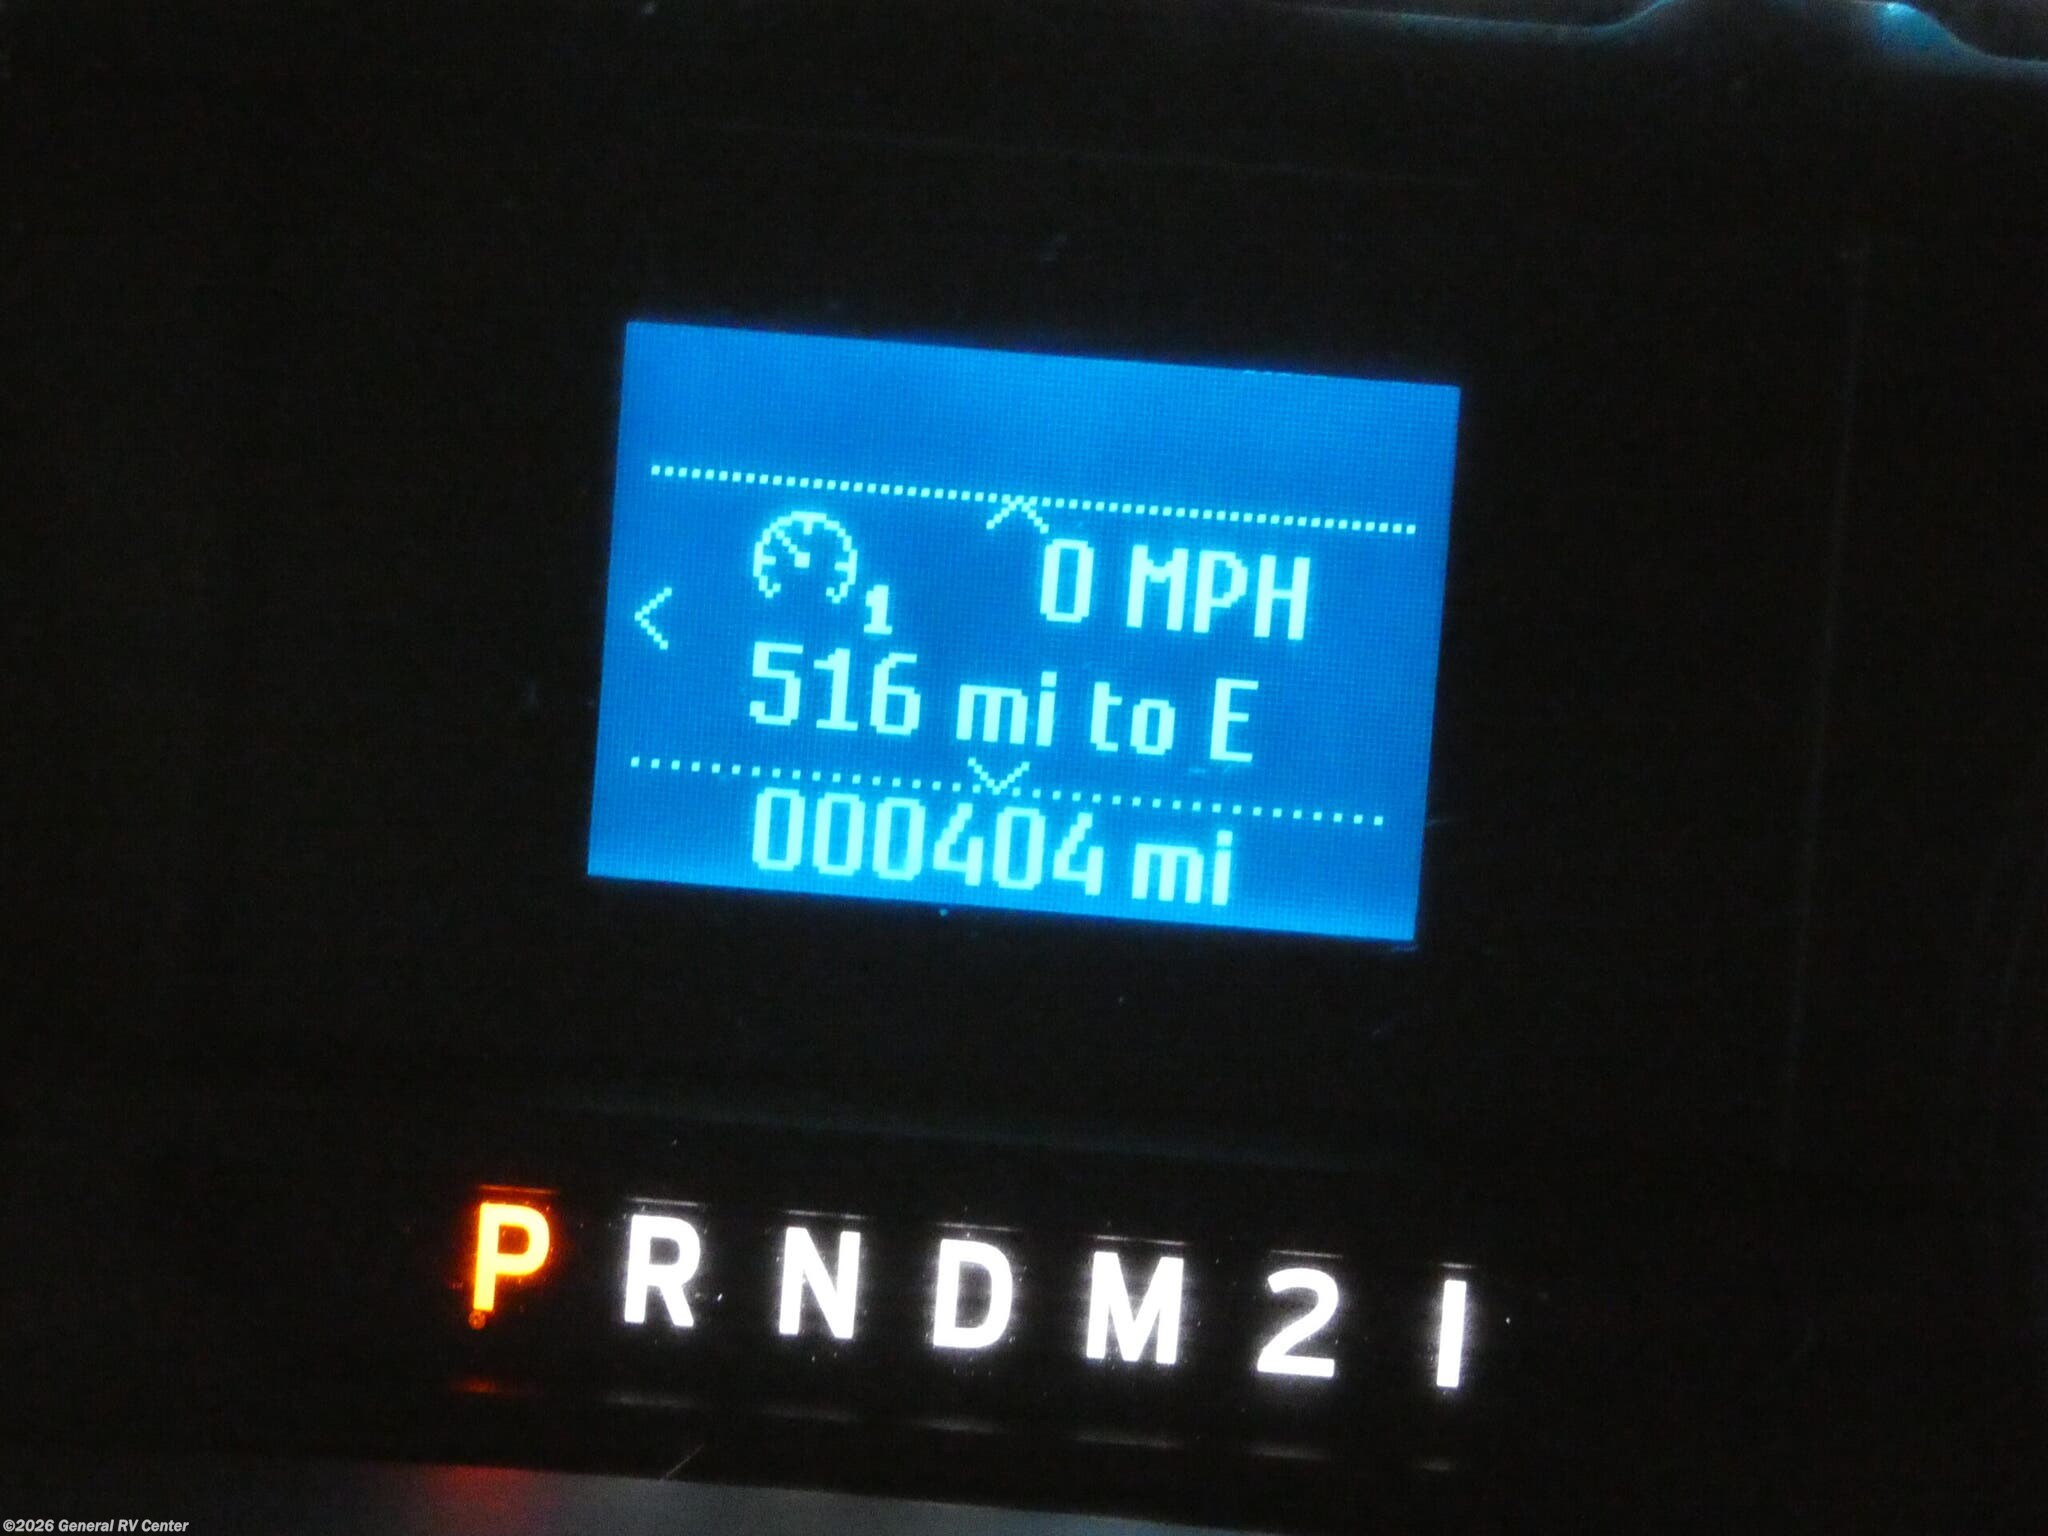 0 MPH
1
516 mi to E
000404 mi
P R N D M 2 1
©2026 General RV Center